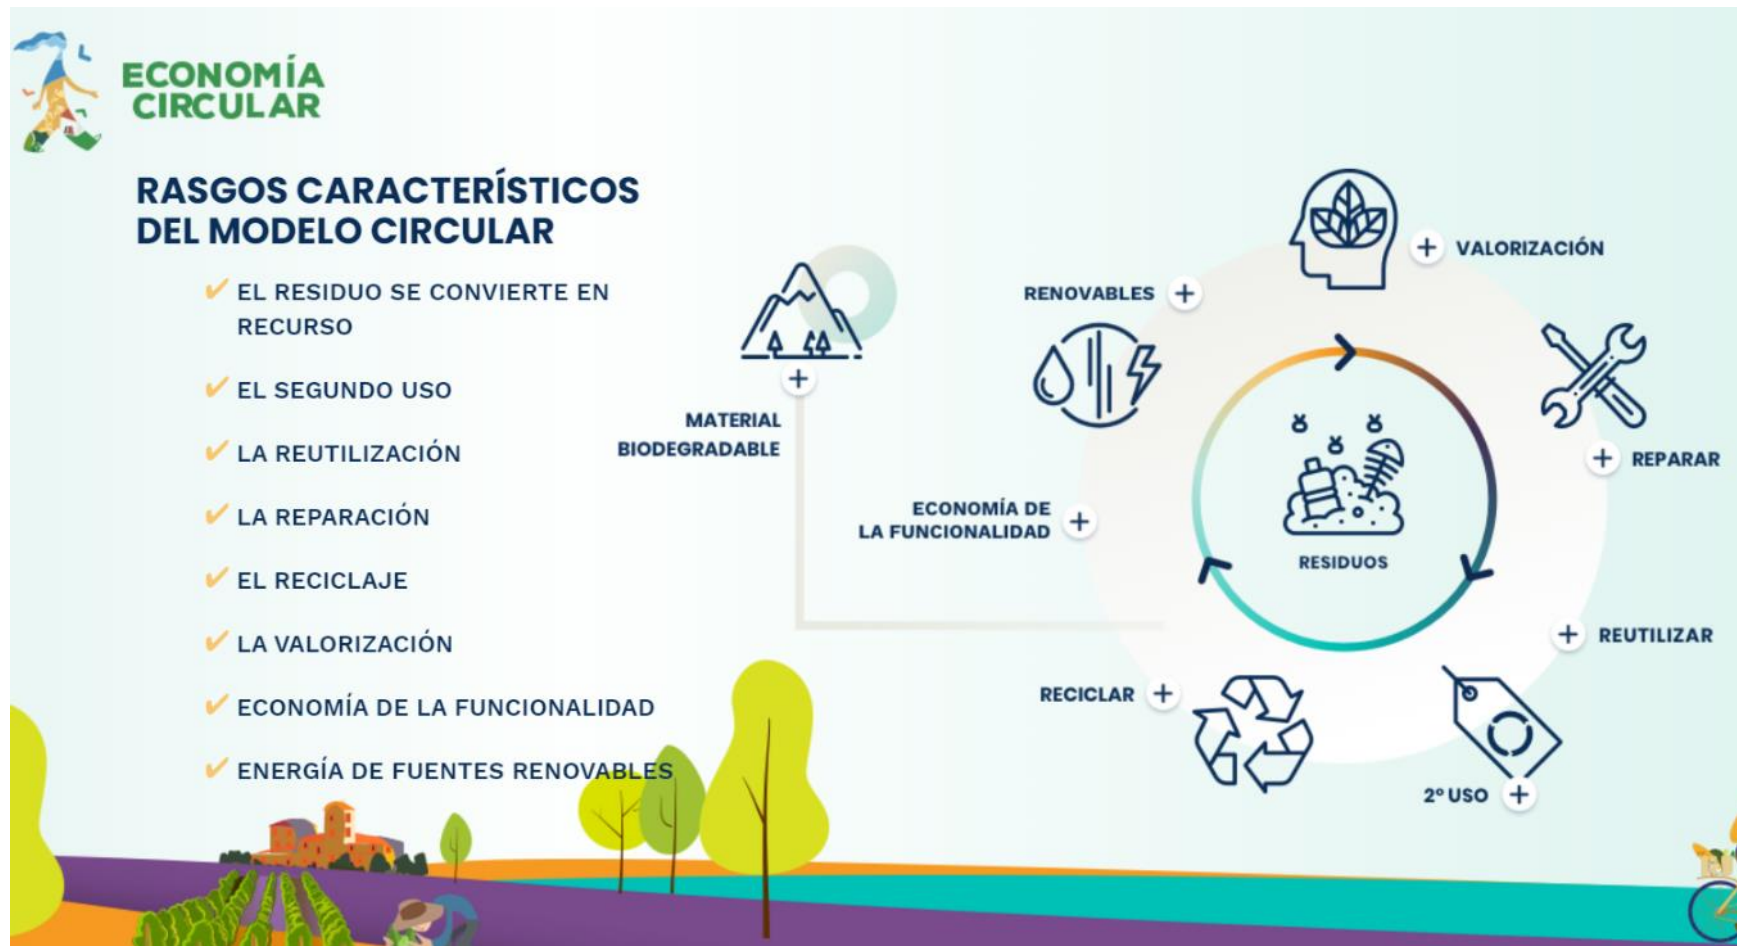 ECONOMÍA
CIRCULAR
RASGOS CARACTERÍSTICOS
DEL MODELO CIRCULAR
✔ EL RESIDUO SE CONVIERTE EN
RECURSO
✔ EL SEGUNDO USO
✔ LA REUTILIZACIÓN
✔ LA REPARACIÓN
✔ EL RECICLAJE
✔ LA VALORIZACIÓN
✔ ECONOMÍA DE LA FUNCIONALIDAD
✔ ENERGÍA DE FUENTES RENOVABLES
+
MATERIAL
BIODEGRADABLE
+ VALORIZACIÓN
RENOVABLES +
+ REPARAR
ECONOMÍA DE
LA FUNCIONALIDAD +
RESIDUOS
+ REUTILIZAR
RECICLAR +
2º USO +